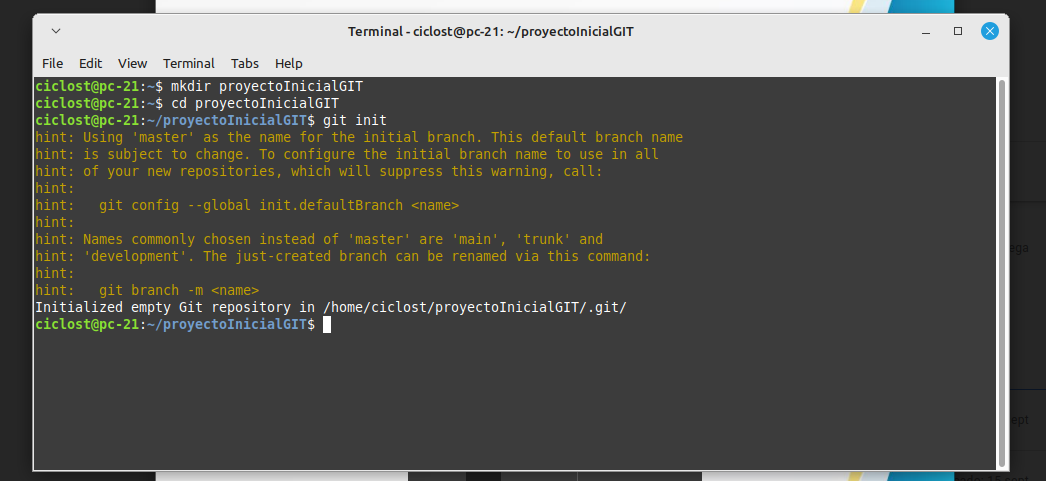 Terminal - ciclost@pc-21: ~/proyectoInicialGIT
File Edit View Terminal Tabs Help
ciclost@pc-21:~$ mkdir proyectoInicialGIT
ciclost@pc-21:~$ cd proyectoInicialGIT
ciclost@pc-21:~/proyectoInicialGIT$ git init
hint: Using 'master' as the name for the initial branch. This default branch name
hint: is subject to change. To configure the initial branch name to use in all
hint: of your new repositories, which will suppress this warning, call:
hint:
hint:   git config --global init.defaultBranch <name>
hint:
hint: Names commonly chosen instead of 'master' are 'main', 'trunk' and
hint: 'development'. The just-created branch can be renamed via this command:
hint:
hint:   git branch -m <name>
Initialized empty Git repository in /home/ciclost/proyectoInicialGIT/.git/
ciclost@pc-21:~/proyectoInicialGIT$